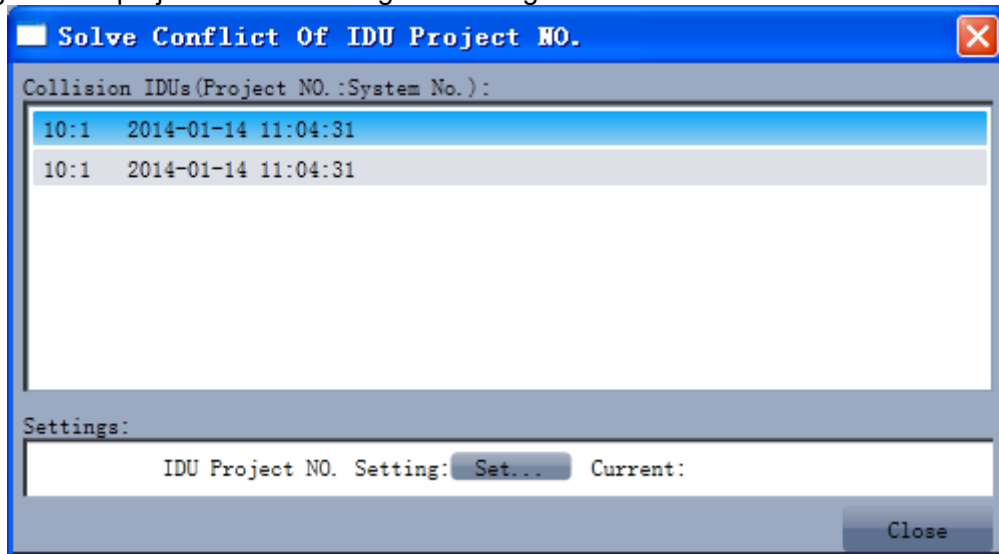 Solve Conflict Of IDU Project NO.
Collision IDUs(Project NO.:System No.):
10:1 2014-01-14 11:04:31
10:1 2014-01-14 11:04:31
Settings:
IDU Project NO. Setting: Set... Current:
Close